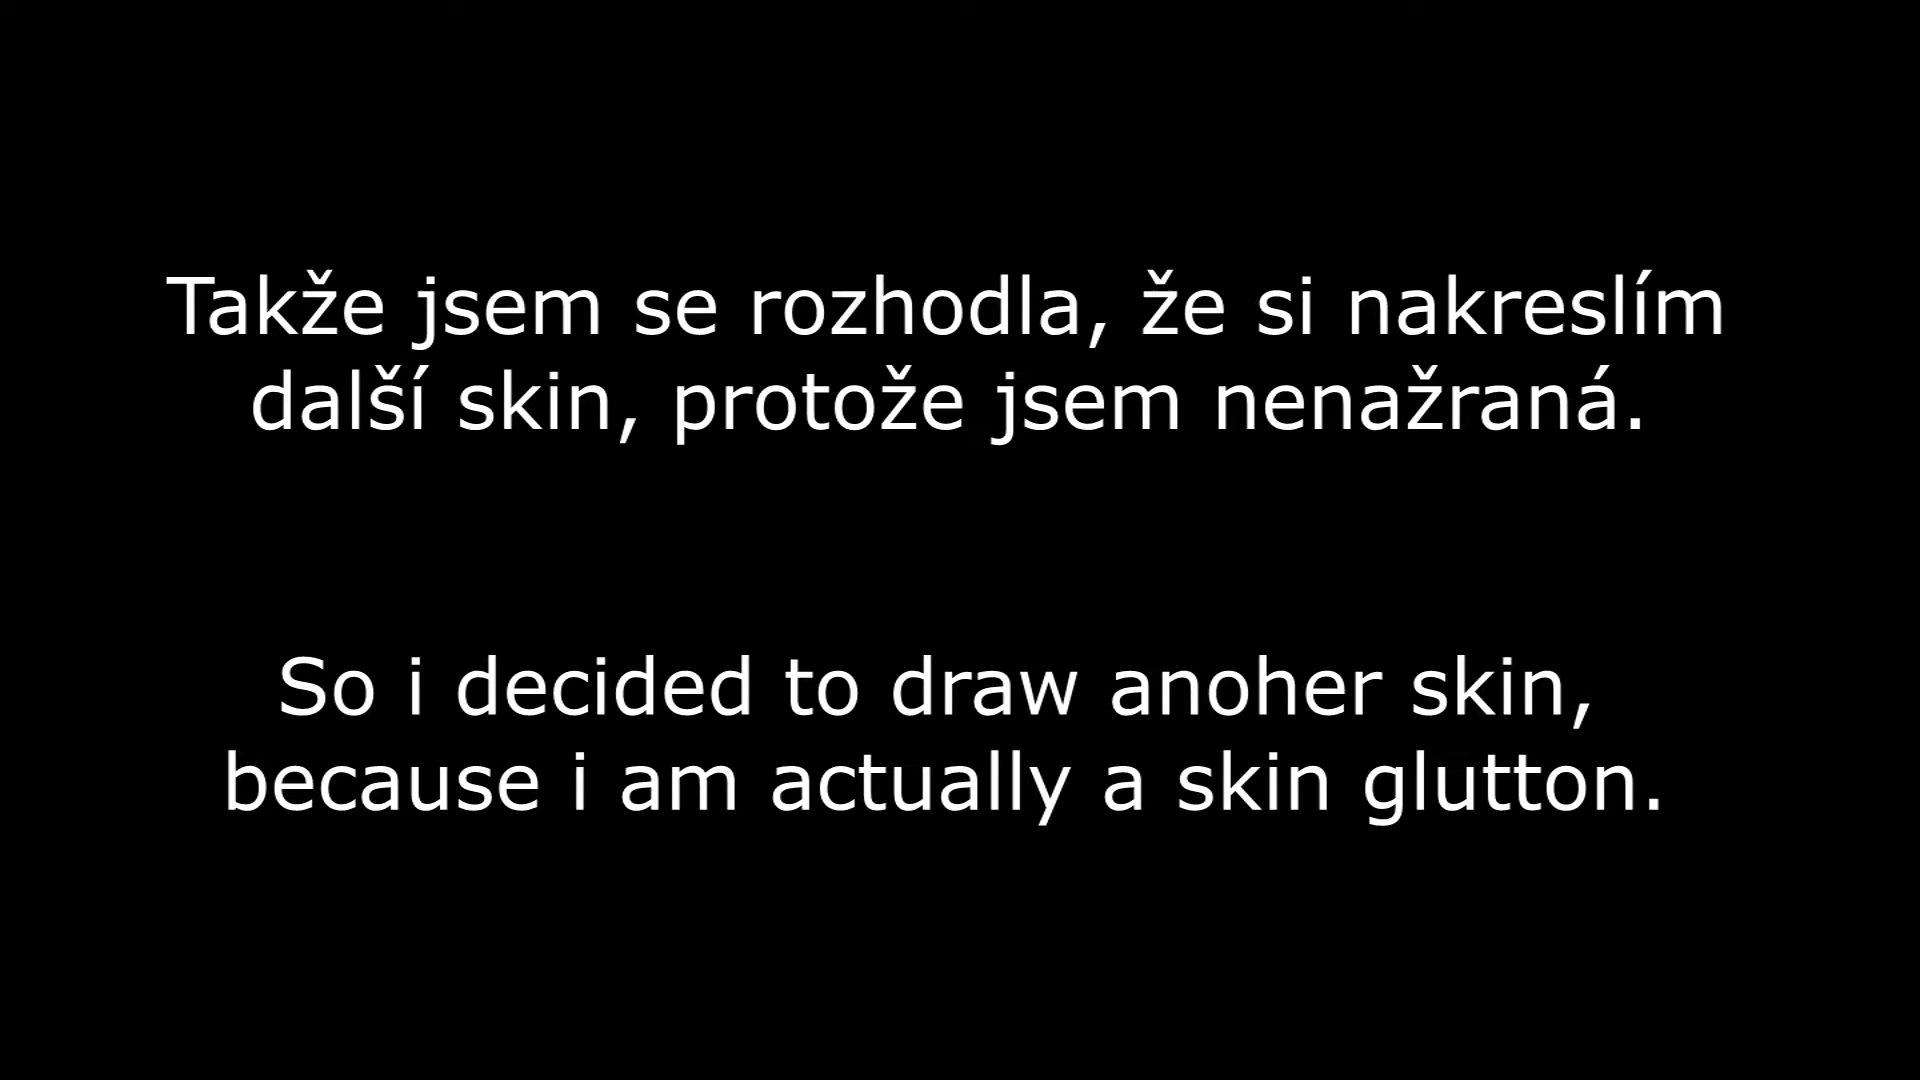 Takže jsem se rozhodla, že si nakreslím
další skin, protože jsem nenažraná.
So i decided to draw anoher skin,
because i am actually a skin glutton.